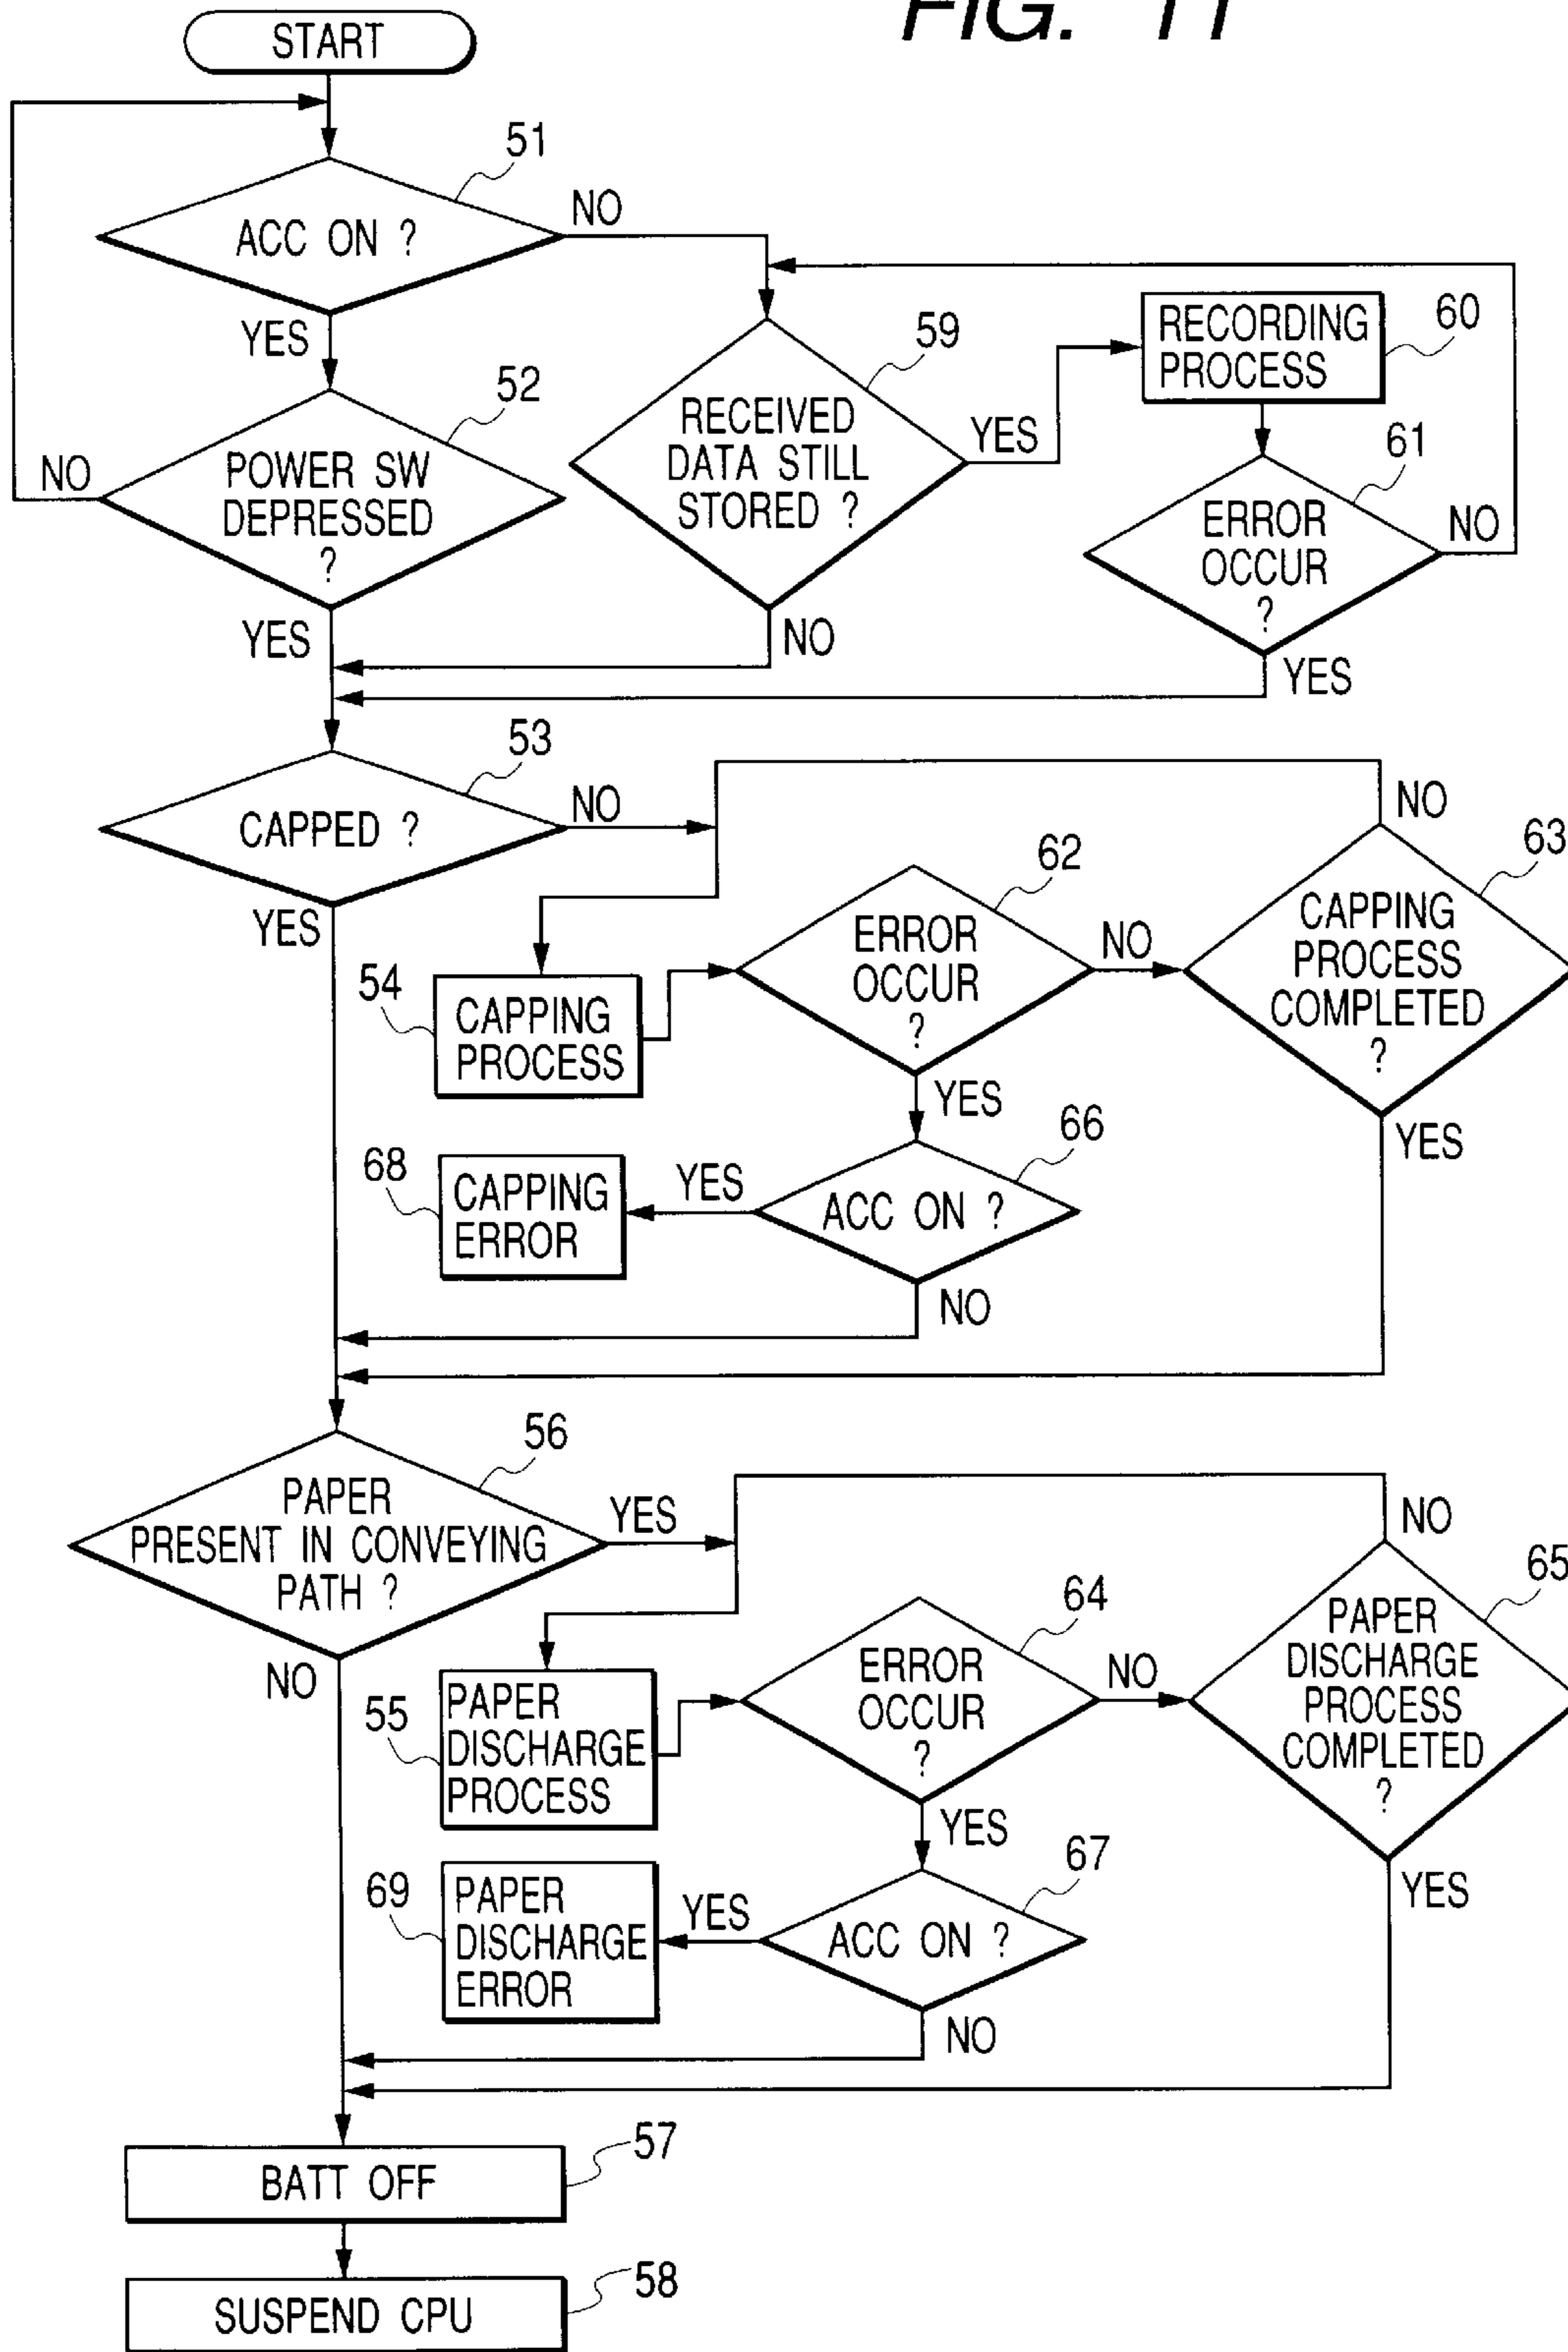 FIG. 11
START
51
ACC ON ?
NO
YES
52
POWER SW
DEPRESSED
?
NO
YES
59
RECEIVED
DATA STILL
STORED ?
YES
NO
60
RECORDING
PROCESS
61
ERROR
OCCUR
?
NO
YES
53
CAPPED ?
NO
YES
54
CAPPING
PROCESS
62
ERROR
OCCUR
?
NO
YES
63
CAPPING
PROCESS
COMPLETED
?
NO
YES
66
ACC ON ?
YES
NO
68
CAPPING
ERROR
56
PAPER
PRESENT IN CONVEYING
PATH ?
YES
NO
55
PAPER
DISCHARGE
PROCESS
64
ERROR
OCCUR
?
NO
YES
65
PAPER
DISCHARGE
PROCESS
COMPLETED
?
NO
YES
67
ACC ON ?
YES
NO
69
PAPER
DISCHARGE
ERROR
57
BATT OFF
58
SUSPEND CPU